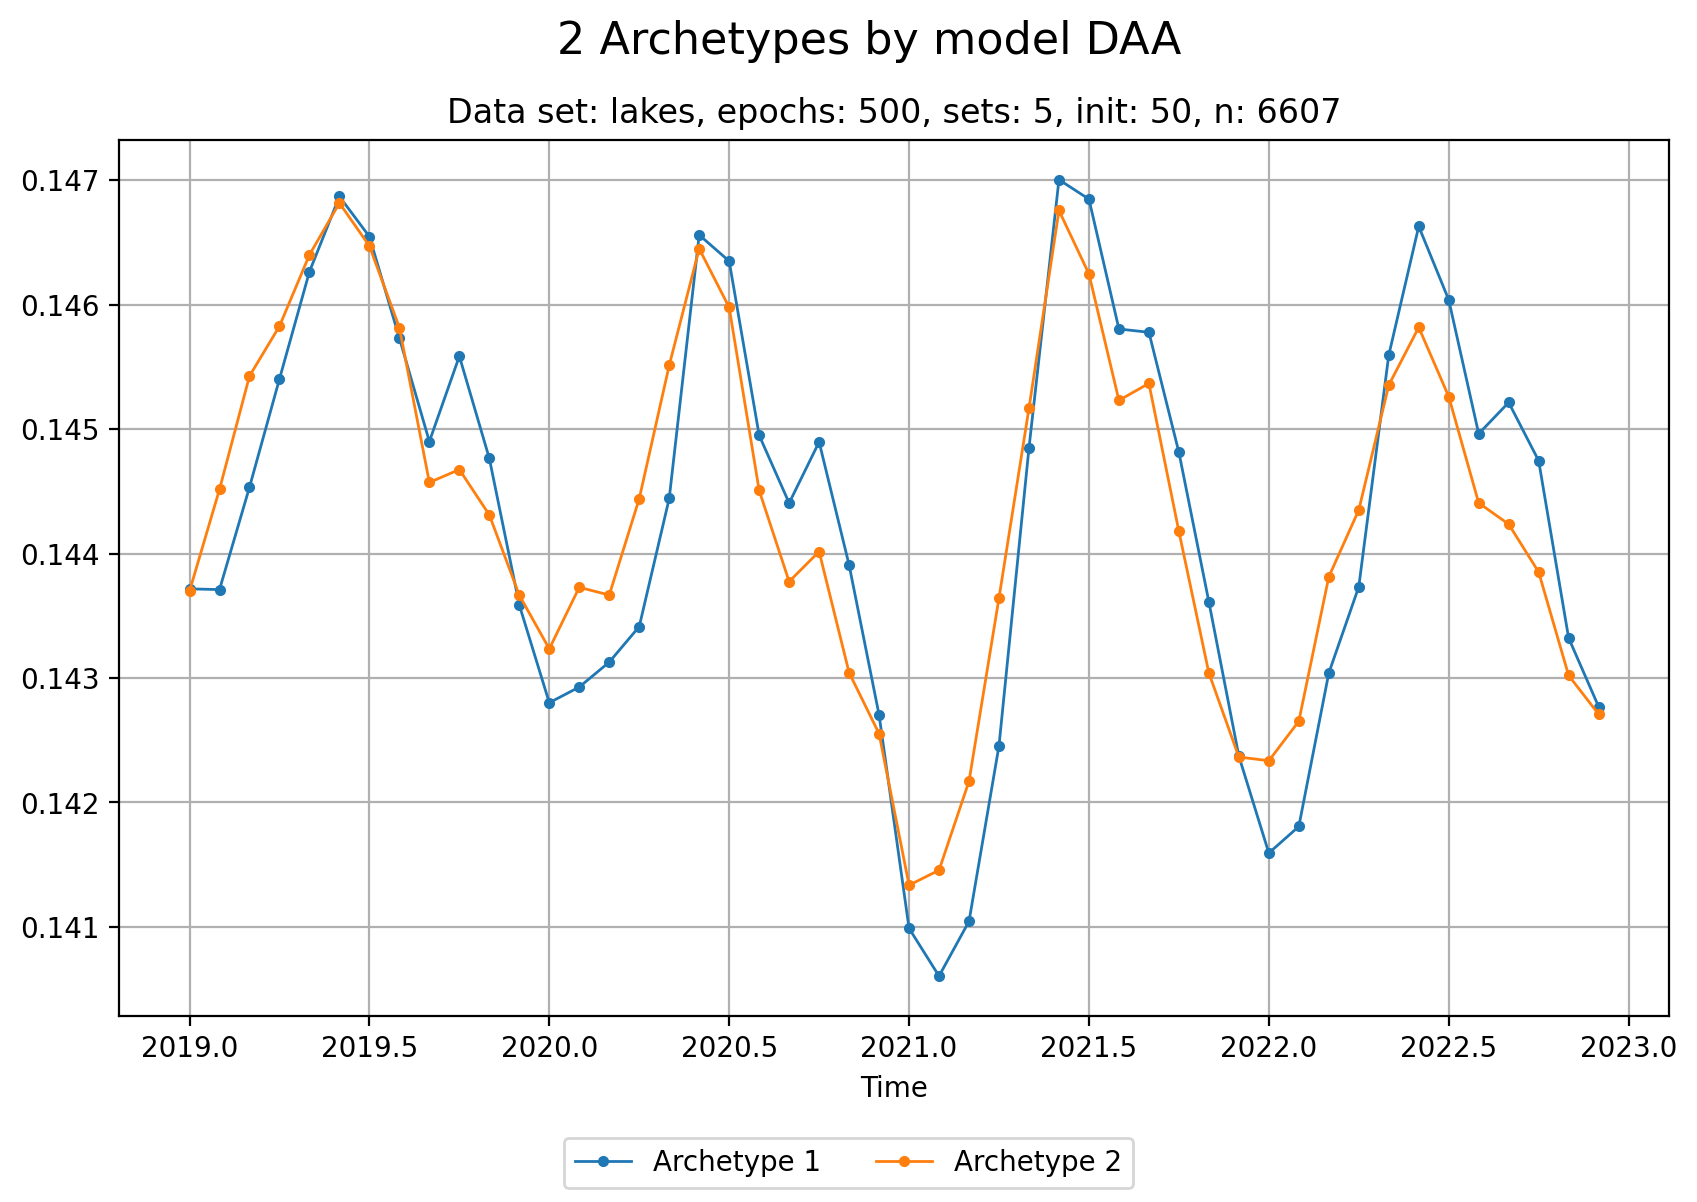 2 Archetypes by model DAA
Data set: lakes, epochs: 500, sets: 5, init: 50, n: 6607
0.147
0.146
0.145
0.144
0.143
0.142
0.141
2019.0 2019.5 2020.0 2020.5 2021.0 2021.5 2022.0 2022.5 2023.0
Time
Archetype 1 Archetype 2